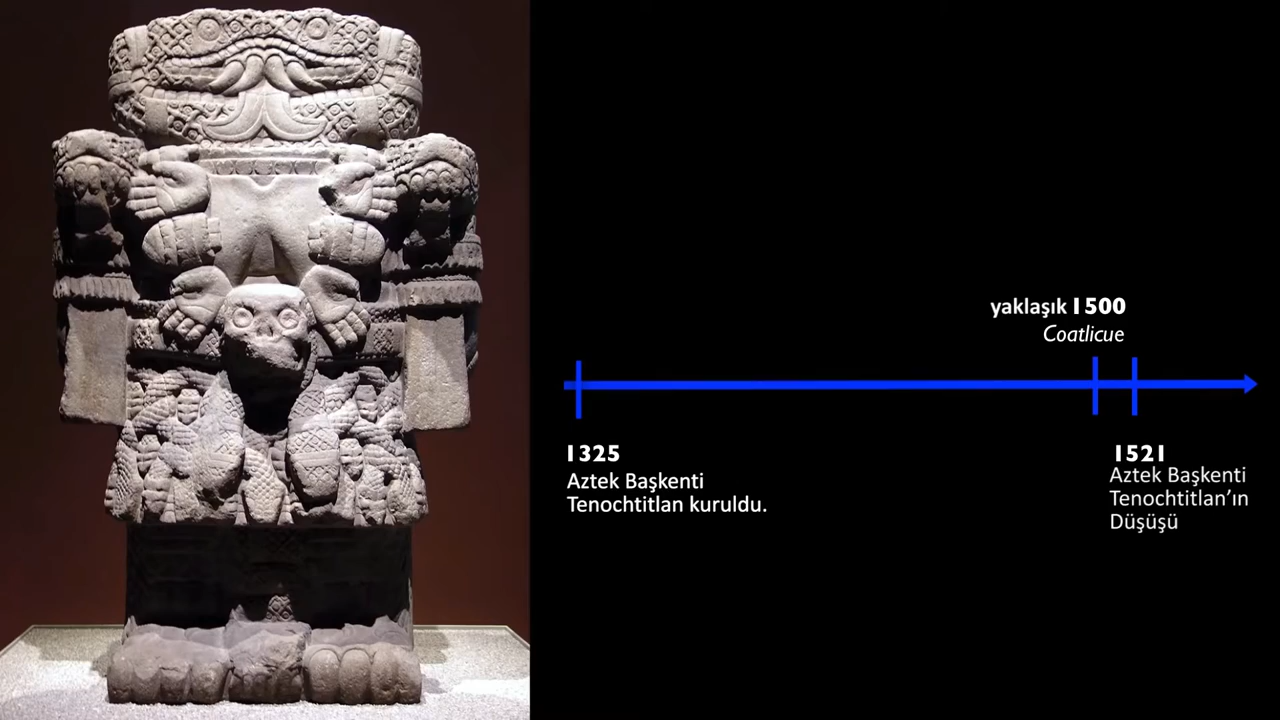 yaklaşık 1500
Coatlicue
1325
Aztek Başkenti
Tenochtitlan kuruldu.
1521
Aztek Başkenti
Tenochtitlan’ın
Düşüşü